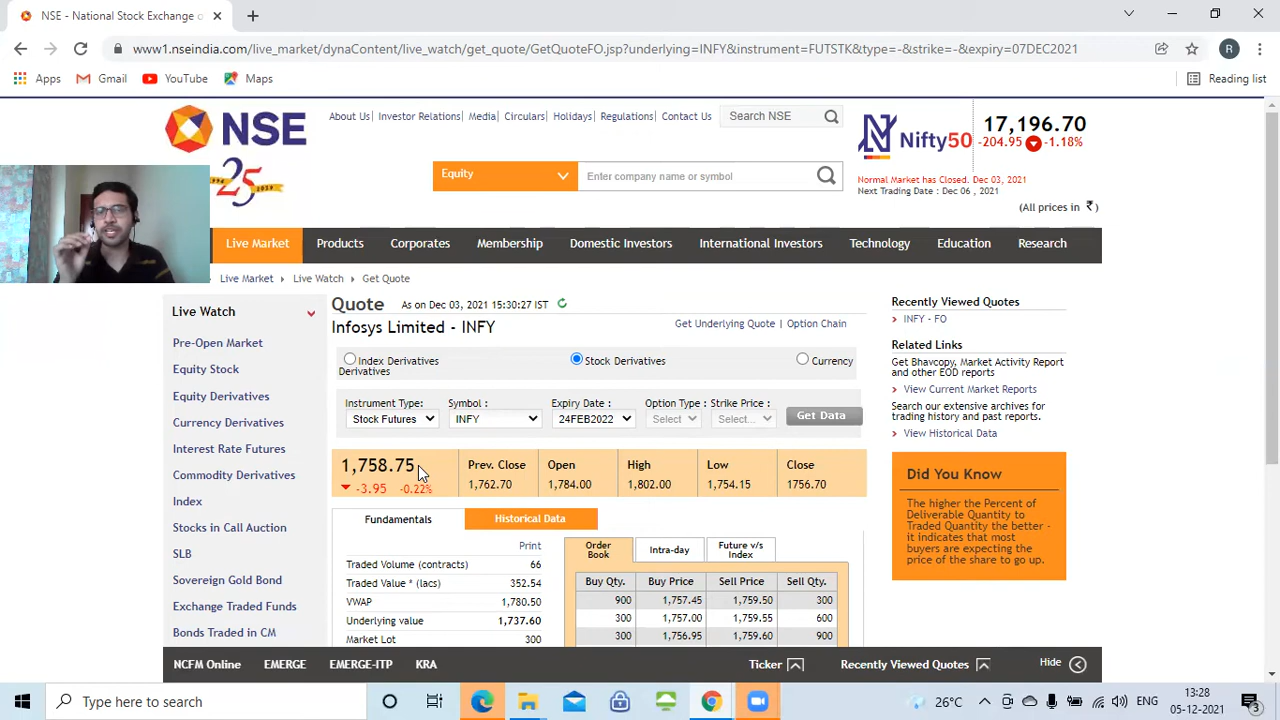 NSE - National Stock Exchange o
www1.nseindia.com/live_market/dynaContent/live_watch/get_quote/GetQuoteFO.jsp?underlying=INFY&instrument=FUTSTK&type=-&strike=-&expiry=07DEC2021
R
Apps Gmail YouTube Maps Reading list
NSE
25
1994 2019
About Us| Investor Relations| Media| Circulars| Holidays| Regulations| Contact Us
Search NSE
Nifty50
17,196.70
-204.95 -1.18%
Normal Market has Closed. Dec 03, 2021
Next Trading Date : Dec 06 , 2021
(All prices in ₹)
Equity
Enter company name or symbol
Live Market Products Corporates Membership Domestic Investors International Investors Technology Education Research
Live Market Live Watch Get Quote
Live Watch
Pre-Open Market
Equity Stock
Equity Derivatives
Currency Derivatives
Interest Rate Futures
Commodity Derivatives
Index
Stocks in Call Auction
SLB
Sovereign Gold Bond
Exchange Traded Funds
Bonds Traded in CM
Quote As on Dec 03, 2021 15:30:27 IST
Infosys Limited - INFY
Get Underlying Quote | Option Chain
Index Derivatives Stock Derivatives Currency
Derivatives
Instrument Type: Symbol : Expiry Date : Option Type : Strike Price :
Stock Futures INFY 24FEB2022 Select Select... Get Data
1,758.75 Prev. Close Open High Low Close
-3.95 -0.22% 1,762.70 1,784.00 1,802.00 1,754.15 1756.70
Fundamentals Historical Data
Print
Traded Volume (contracts) 66
Traded Value * (lacs) 352.54
VWAP 1,780.50
Underlying value 1,737.60
Market Lot 300
Order Book Intra-day Future v/s Index
Buy Qty. Buy Price Sell Price Sell Qty.
900 1,757.45 1,759.50 300
300 1,757.00 1,759.55 600
300 1,756.95 1,759.60 900
Recently Viewed Quotes
INFY - FO
Related Links
Get Bhavcopy, Market Activity Report
and other EOD reports
View Current Market Reports
Search our extensive archives for
trading history and past reports.
View Historical Data
Did You Know
The higher the Percent of
Deliverable Quantity to
Traded Quantity the better -
it indicates that most
buyers are expecting the
price of the share to go up.
NCFM Online EMERGE EMERGE-ITP KRA Ticker Recently Viewed Quotes Hide
Type here to search
26°C ENG 13:28
05-12-2021
3